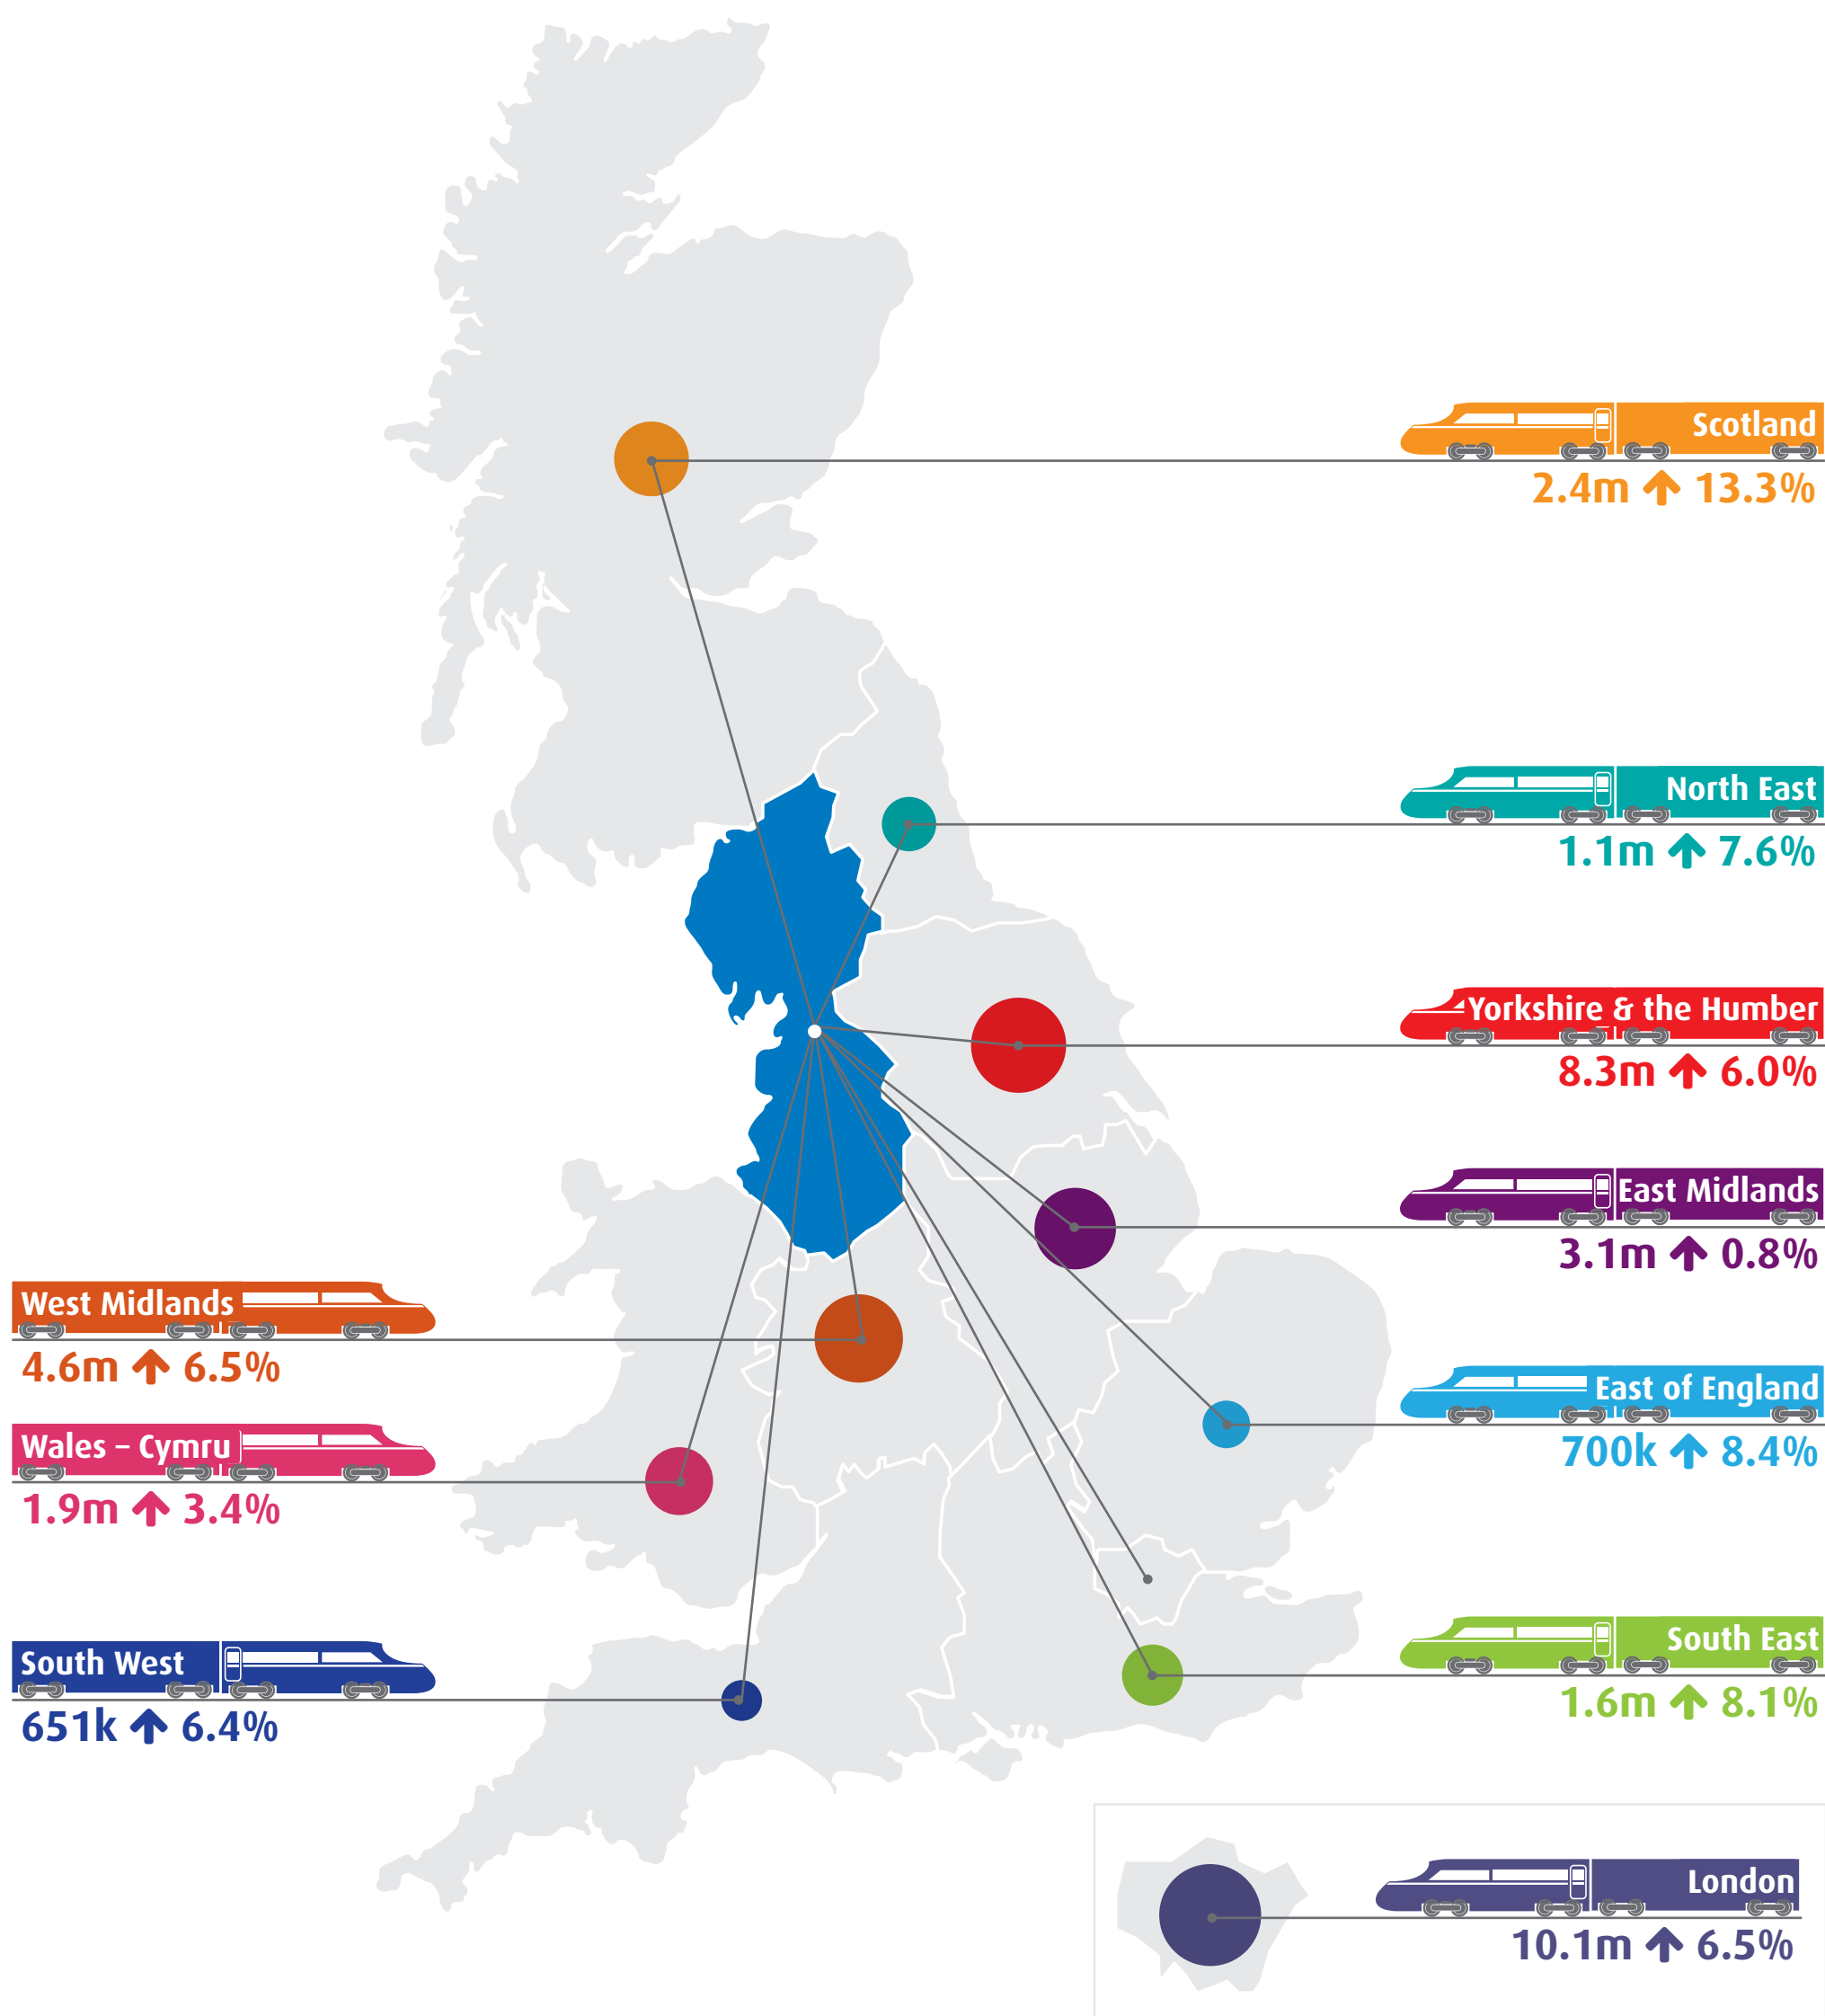 Scotland
2.4m 13.3%
North East
1.1m 7.6%
Yorkshire & the Humber
8.3m 6.0%
East Midlands
3.1m 0.8%
West Midlands
4.6m 6.5%
East of England
700k 8.4%
Wales – Cymru
1.9m 3.4%
South East
1.6m 8.1%
South West
651k 6.4%
London
10.1m 6.5%